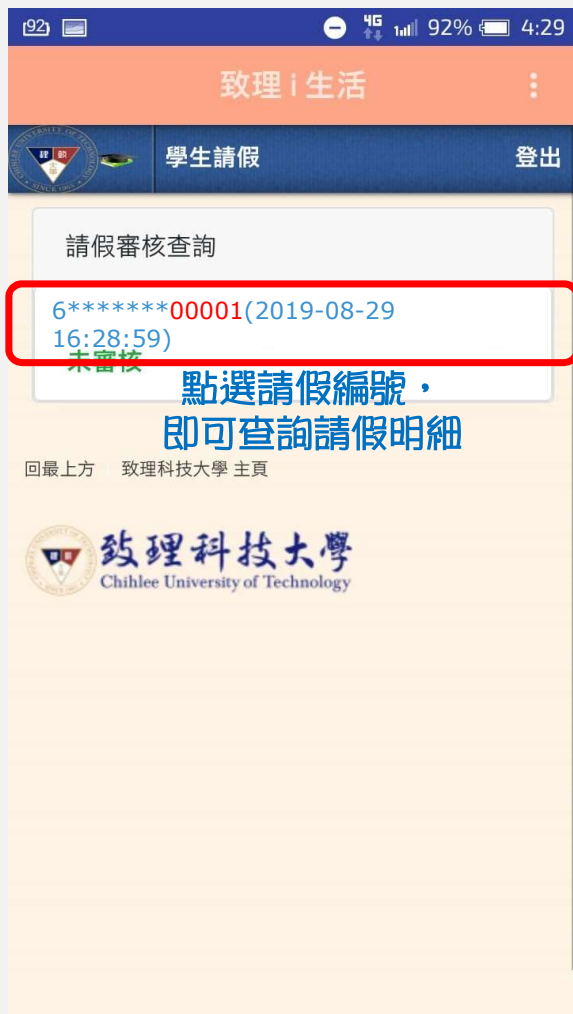 92
4G 92% 4:29
致理 i 生活
學生請假 登出
請假審核查詢
6*******00001(2019-08-29
16:28:59)
未審核
點選請假編號，
即可查詢請假明細
回最上方 致理科技大學 主頁
致理科技大學
Chihlee University of Technology